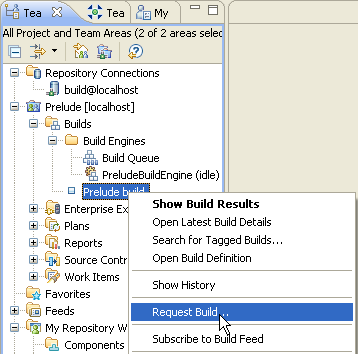 Tea
Tea
My
All Project and Team Areas (2 of 2 areas selec
Repository Connections
build@localhost
Prelude [localhost]
Builds
Build Engines
Build Queue
PreludeBuildEngine (idle)
Prelude build
Show Build Results
Enterprise Ex
Open Latest Build Details
Plans
Search for Tagged Builds...
Reports
Open Build Definition
Source Contr
Work Items
Show History
Favorites
Feeds
Request Build...
My Repository W
Subscribe to Build Feed
Components